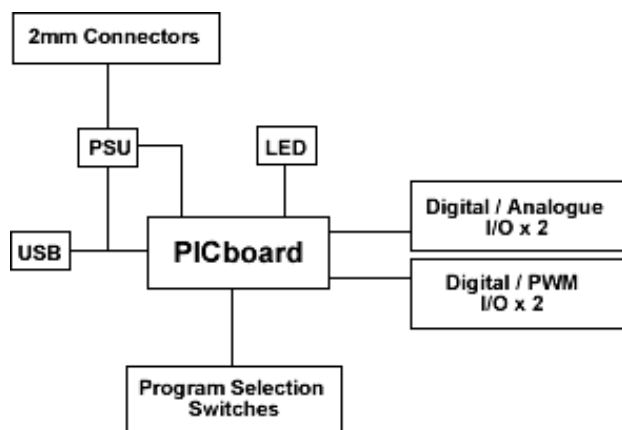 2mm Connectors
PSU
LED
Digital / Analogue
I/O x 2
USB
PICboard
Digital / PWM
I/O x 2
Program Selection
Switches